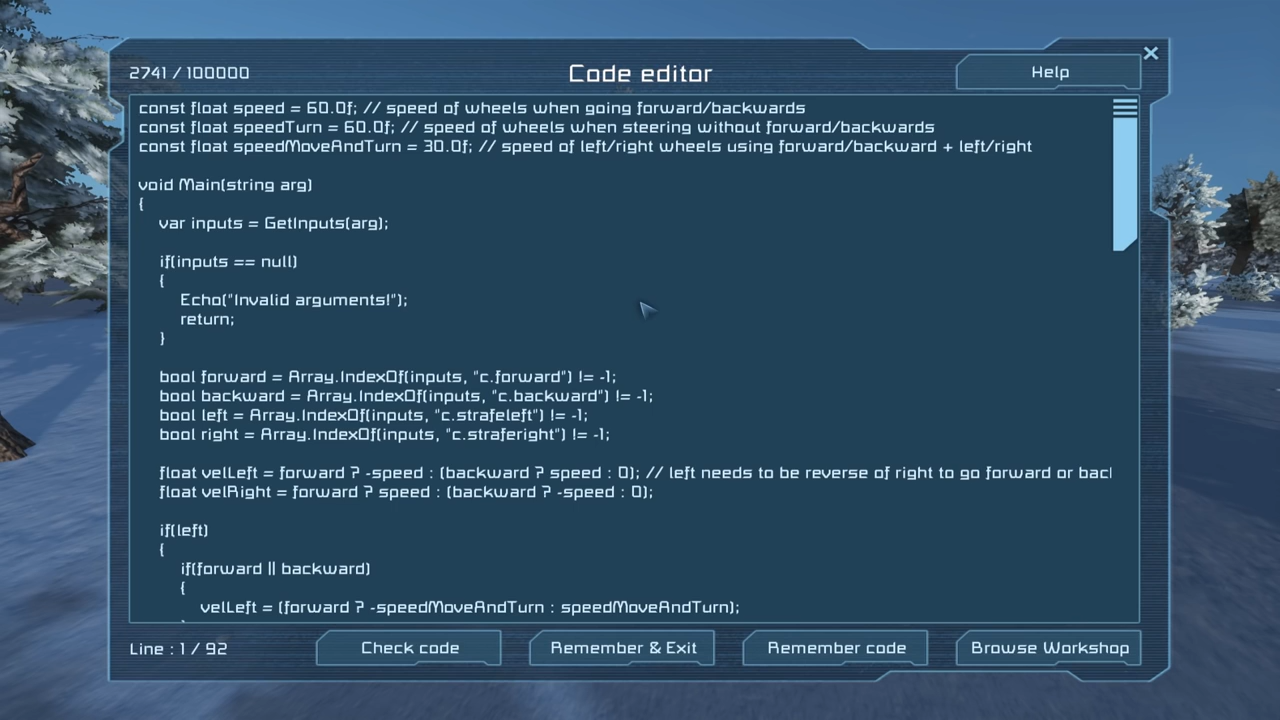 2741 / 100000
Code editor
Help
const float speed = 60.0f; // speed of wheels when going forward/backwards
const float speedTurn = 60.0f; // speed of wheels when steering without forward/backwards
const float speedMoveAndTurn = 30.0f; // speed of left/right wheels using forward/backward + left/right
void Main(string arg)
{
var inputs = GetInputs(arg);
if(inputs == null)
{
Echo("Invalid arguments!");
return;
}
bool forward = Array.IndexOf(inputs, "c.forward") != -1;
bool backward = Array.IndexOf(inputs, "c.backward") != -1;
bool left = Array.IndexOf(inputs, "c.strafeleft") != -1;
bool right = Array.IndexOf(inputs, "c.straferight") != -1;
float velLeft = forward ? -speed : (backward ? speed : 0); // left needs to be reverse of right to go forward or
float velRight = forward ? speed : (backward ? -speed : 0);
if(left)
{
if(forward || backward)
{
velLeft = (forward ? -speedMoveAndTurn : speedMoveAndTurn);
Line : 1 / 92
Check code
Remember & Exit
Remember code
Browse Workshop